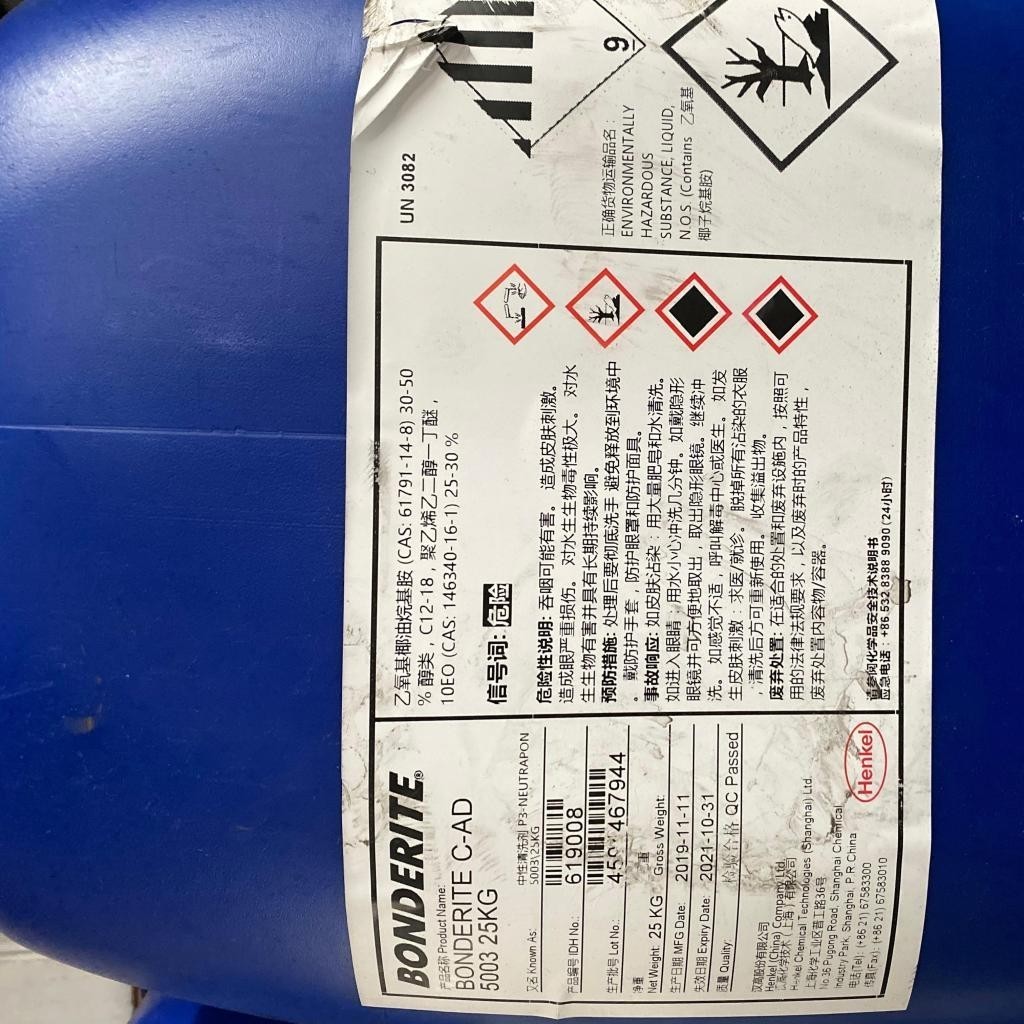 BONDERITE®
产品名称 Product Name:
BONDERITE C-AD
5003 25KG
又名 Known As:
中性清洗剂 P3-NEUTRAPON
5003\25KG
产品编号 IDH No.:
619008
生产批号 Lot No.:
467944
净重
Net Weight: 25 KG
重
Gross Weight:
生产日期 MFG Date: 2019-11-11
失效日期 Expiry Date: 2021-10-31
质量 Quality: 检验合格 QC Passed
汉高股份有限公司
Henkel (China) Company Ltd.
汉高化学技术(上海)有限公司
Henkel Chemical Technologies (Shanghai) Ltd.
上海化学工业区普工路36号
No 36 Pugong Road, Shanghai Chemical
Industry Park, Shanghai, P.R.China
电话(Tel): (+86 21) 67583300
传真(Fax): (+86 21) 67583010
Henkel
乙氧基椰油烷基胺 (CAS: 61791-14-8) 30-50
% 醇类，C12-18，聚乙烯乙二醇一丁醚，
10EO (CAS: 146340-16-1) 25-30 %
信号词: 危险
危险性说明: 吞咽可能有害。 造成皮肤刺激。
造成眼严重损伤。 对水生生物毒性极大。 对水
生生物有害并具有长期持续影响。
预防措施: 处理后要彻底洗手 避免释放到环境中
。 戴防护手套，防护眼罩和防护面具。
事故响应: 如皮肤沾染：用大量肥皂和水清洗。
如进入眼睛：用水小心冲洗几分钟。如戴隐形
眼镜并可方便地取出，取出隐形眼镜。继续冲
洗。 如感觉不适，呼叫解毒中心或医生。 如发
生皮肤刺激：求医/就诊。 脱掉所有沾染的衣服
，清洗后方可重新使用。 收集溢出物。
废弃处置: 在适合的处置和废弃设施内，按照可
用的法律法规要求，以及废弃时的产品特性，
废弃处置内容物/容器。
请参阅化学品安全技术说明书
应急电话：+86 532 8388 9090 (24小时)
UN 3082
9
正确货物运输品名：
ENVIRONMENTALLY
HAZARDOUS
SUBSTANCE, LIQUID,
N.O.S. (Contains 乙氧基
椰子烷基胺)